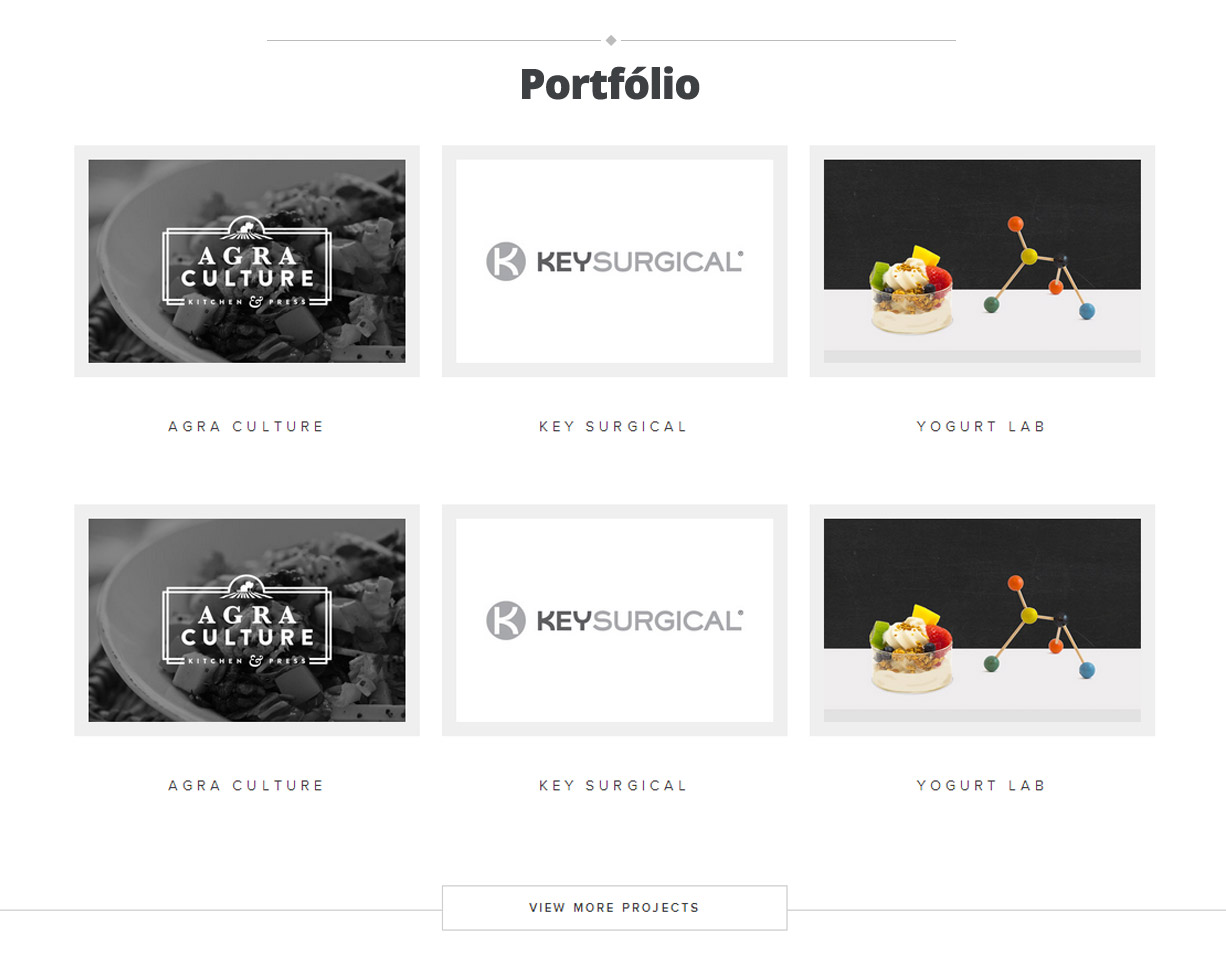 Portfólio
AGRA
CULTURE
KITCHEN & PRESS
KEYSURGICAL®
AGRA CULTURE
KEY SURGICAL
YOGURT LAB
AGRA
CULTURE
KITCHEN & PRESS
KEYSURGICAL®
AGRA CULTURE
KEY SURGICAL
YOGURT LAB
VIEW MORE PROJECTS